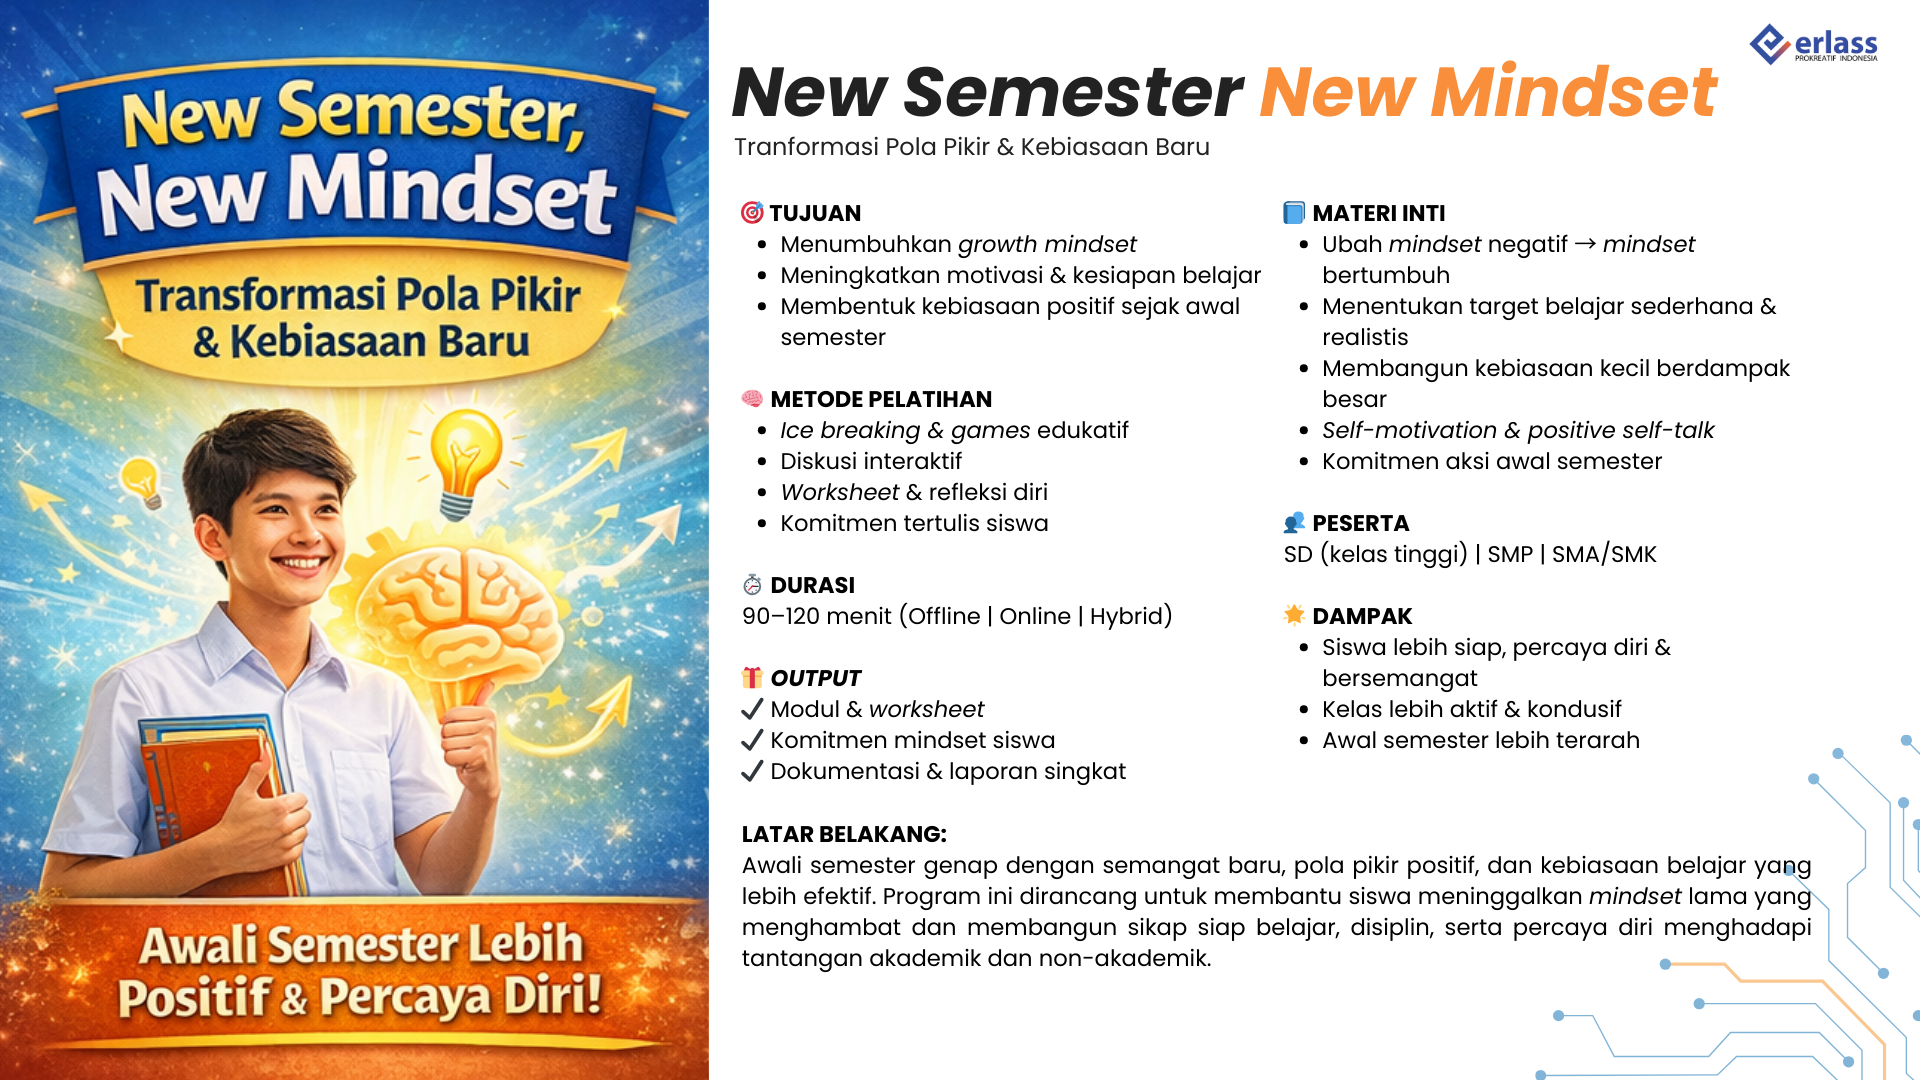 New Semester,
New Mindset
Transformasi Pola Pikir
& Kebiasaan Baru
Awali Semester Lebih
Positif & Percaya Diri!
erlass
PROKREATIF INDONESIA
New Semester New Mindset
Tranformasi Pola Pikir & Kebiasaan Baru
🎯 TUJUAN
• Menumbuhkan growth mindset
• Meningkatkan motivasi & kesiapan belajar
• Membentuk kebiasaan positif sejak awal
semester
🧠 METODE PELATIHAN
• Ice breaking & games edukatif
• Diskusi interaktif
• Worksheet & refleksi diri
• Komitmen tertulis siswa
⏱ DURASI
90–120 menit (Offline | Online | Hybrid)
🎁 OUTPUT
✓ Modul & worksheet
✓ Komitmen mindset siswa
✓ Dokumentasi & laporan singkat
📘 MATERI INTI
• Ubah mindset negatif → mindset
bertumbuh
• Menentukan target belajar sederhana &
realistis
• Membangun kebiasaan kecil berdampak
besar
• Self-motivation & positive self-talk
• Komitmen aksi awal semester
👥 PESERTA
SD (kelas tinggi) | SMP | SMA/SMK
🌟 DAMPAK
• Siswa lebih siap, percaya diri &
bersemangat
• Kelas lebih aktif & kondusif
• Awal semester lebih terarah
LATAR BELAKANG:
Awali semester genap dengan semangat baru, pola pikir positif, dan kebiasaan belajar yang
lebih efektif. Program ini dirancang untuk membantu siswa meninggalkan mindset lama yang
menghambat dan membangun sikap siap belajar, disiplin, serta percaya diri menghadapi
tantangan akademik dan non-akademik.